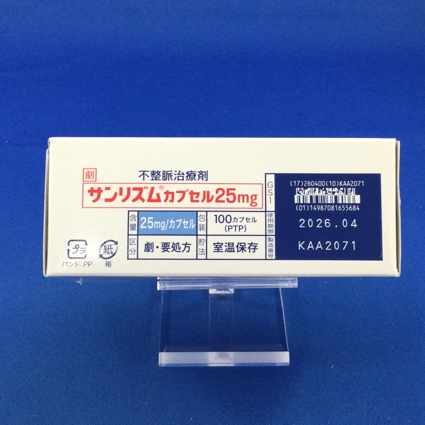 劇
不整脈治療剤
サンリズム®カプセル25mg
含量
25mg/カプセル
包装
100カプセル
(PTP)
区分
劇・要処方
貯法
室温保存
プラ
バンド:PP
紙
箱
GS1
(17)260400(10)KAA2071
(01)14987081655684
使用期限
2026.04
製造番号
KAA2071